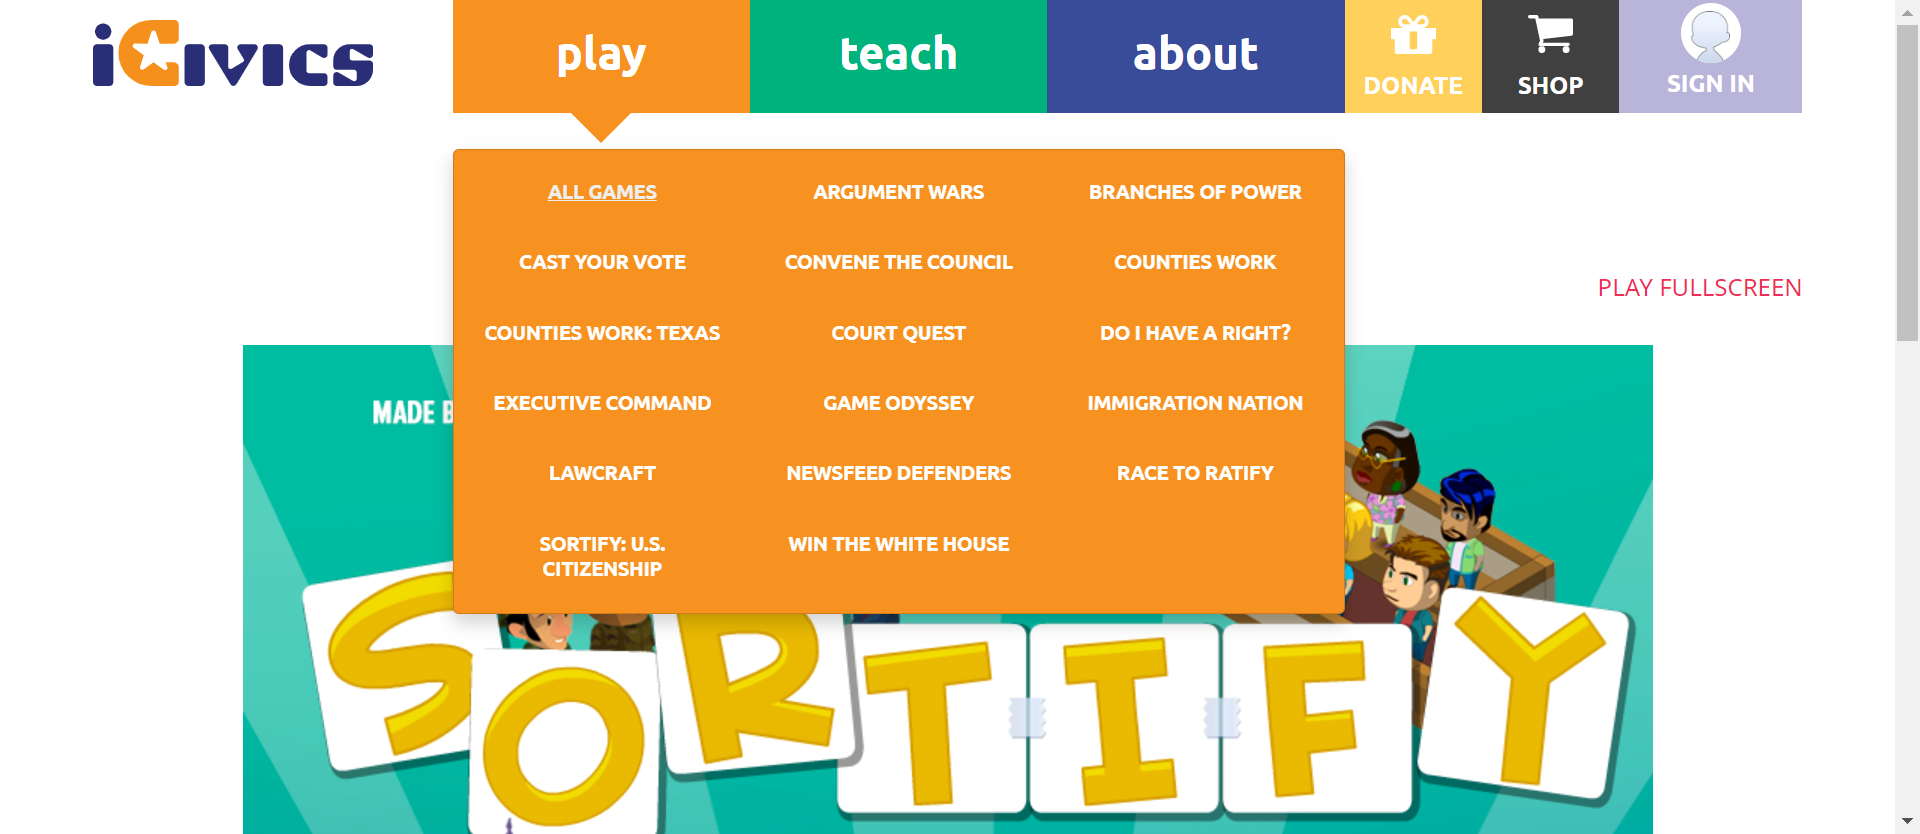 iCivics
play
teach
about
DONATE
SHOP
SIGN IN
ALL GAMES
ARGUMENT WARS
BRANCHES OF POWER
CAST YOUR VOTE
CONVENE THE COUNCIL
COUNTIES WORK
COUNTIES WORK: TEXAS
COURT QUEST
DO I HAVE A RIGHT?
EXECUTIVE COMMAND
GAME ODYSSEY
IMMIGRATION NATION
LAWCRAFT
NEWSFEED DEFENDERS
RACE TO RATIFY
SORTIFY: U.S.
CITIZENSHIP
WIN THE WHITE HOUSE
PLAY FULLSCREEN
MADE
SORTIFY